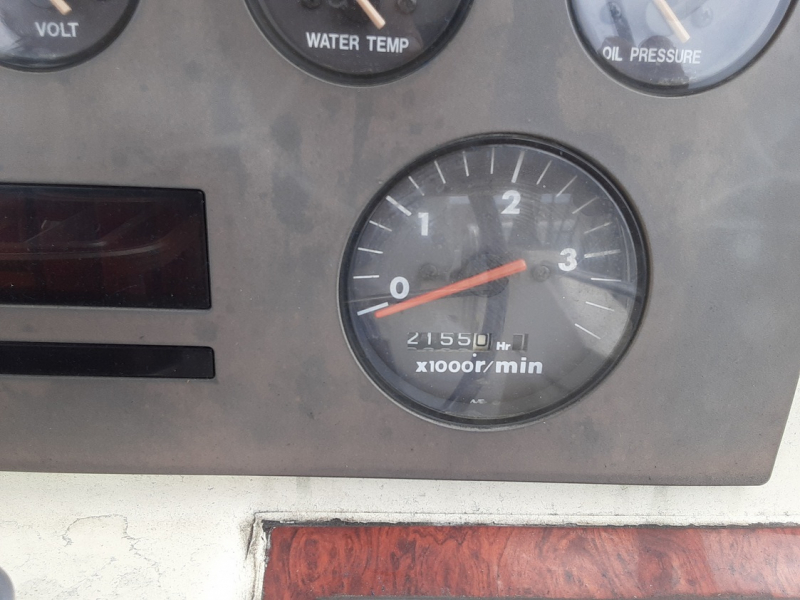 VOLT
WATER TEMP
OIL PRESSURE
0
1
2
3
21550 Hr
x1000r/min